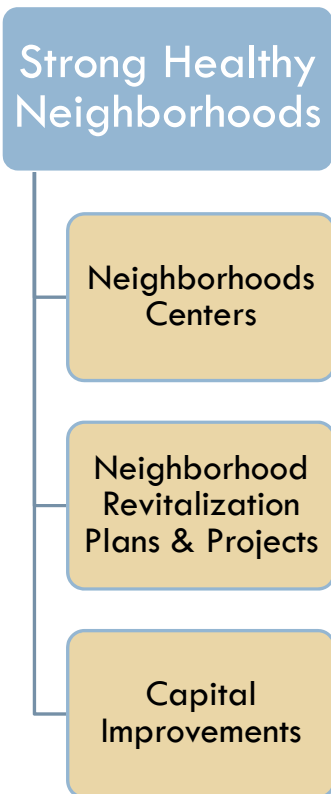 Strong Healthy
Neighborhoods
Neighborhoods
Centers
Neighborhood
Revitalization
Plans & Projects
Capital
Improvements